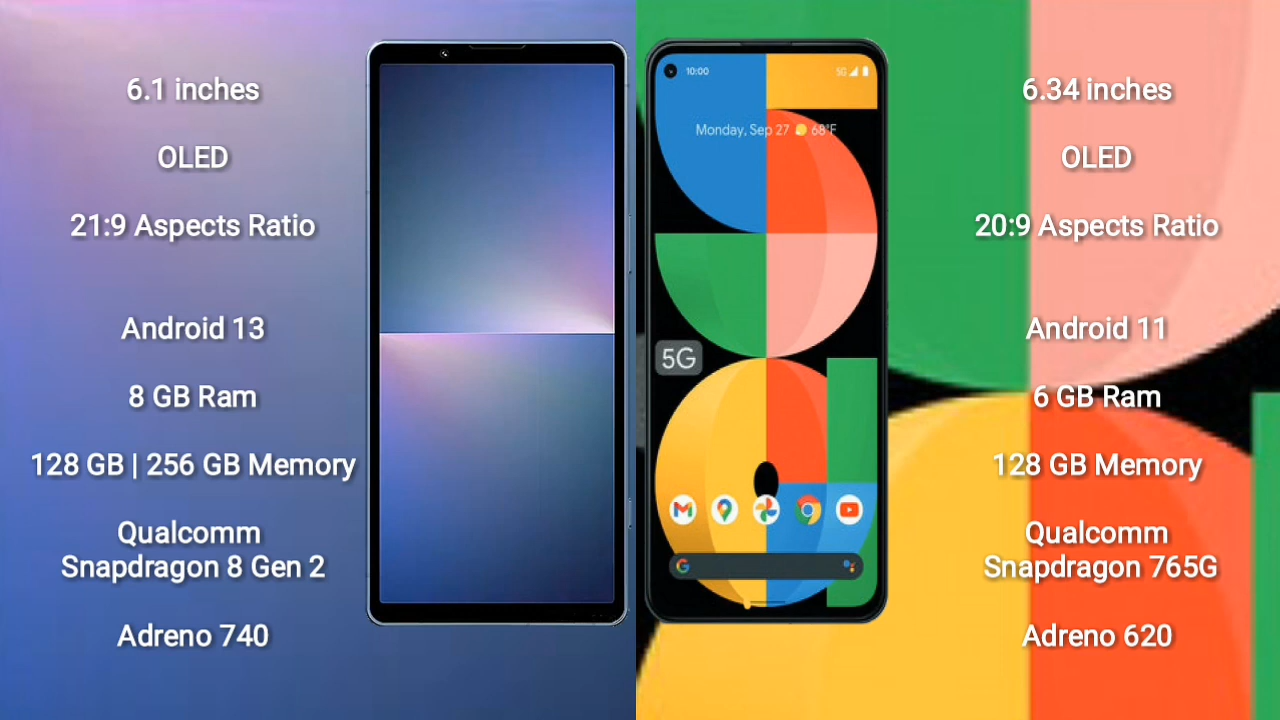 6.1 inches
OLED
21:9 Aspects Ratio
Android 13
8 GB Ram
128 GB | 256 GB Memory
Qualcomm
Snapdragon 8 Gen 2
Adreno 740
10:00
5G
Monday, Sep 27 68°F
5G
6.34 inches
OLED
20:9 Aspects Ratio
Android 11
6 GB Ram
128 GB Memory
Qualcomm
Snapdragon 765G
Adreno 620